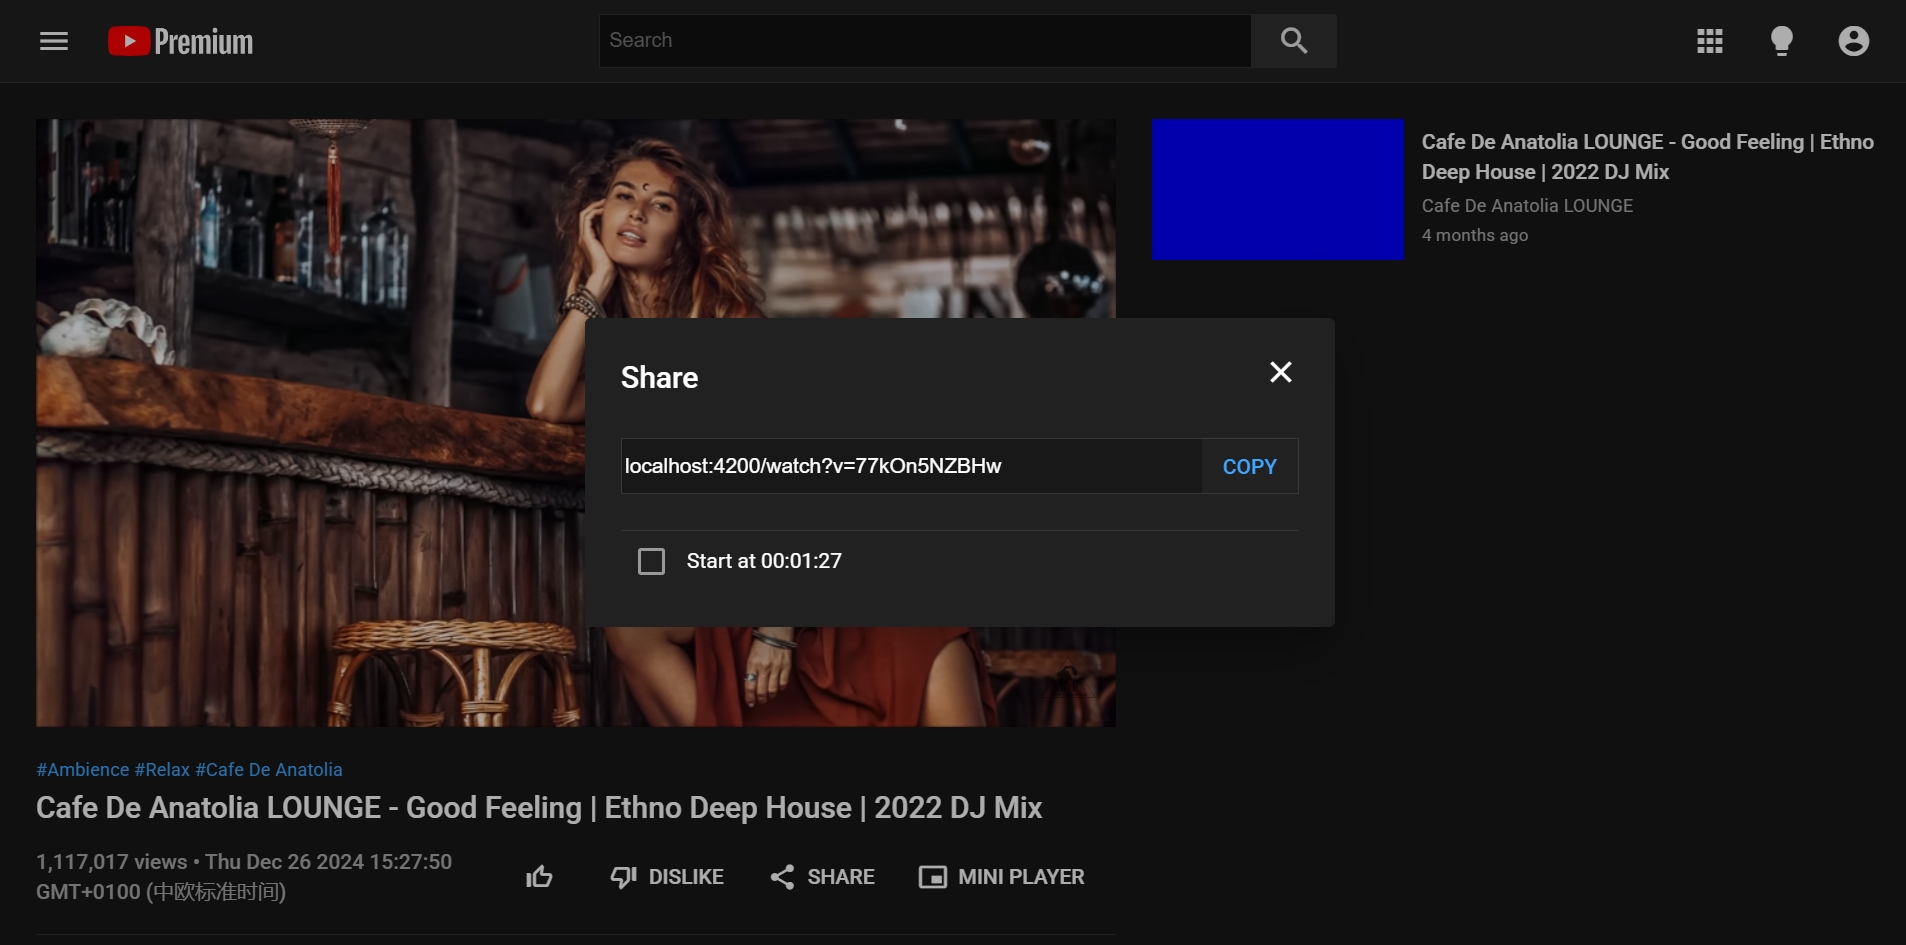 Premium
Search
Cafe De Anatolia LOUNGE - Good Feeling | Ethno
Deep House | 2022 DJ Mix
Cafe De Anatolia LOUNGE
4 months ago
Share
localhost:4200/watch?v=77kOn5NZBHw
COPY
Start at 00:01:27
#Ambience #Relax #Cafe De Anatolia
Cafe De Anatolia LOUNGE - Good Feeling | Ethno Deep House | 2022 DJ Mix
1,117,017 views • Thu Dec 26 2024 15:27:50
GMT+0100 (中欧标准时间)
DISLIKE
SHARE
MINI PLAYER